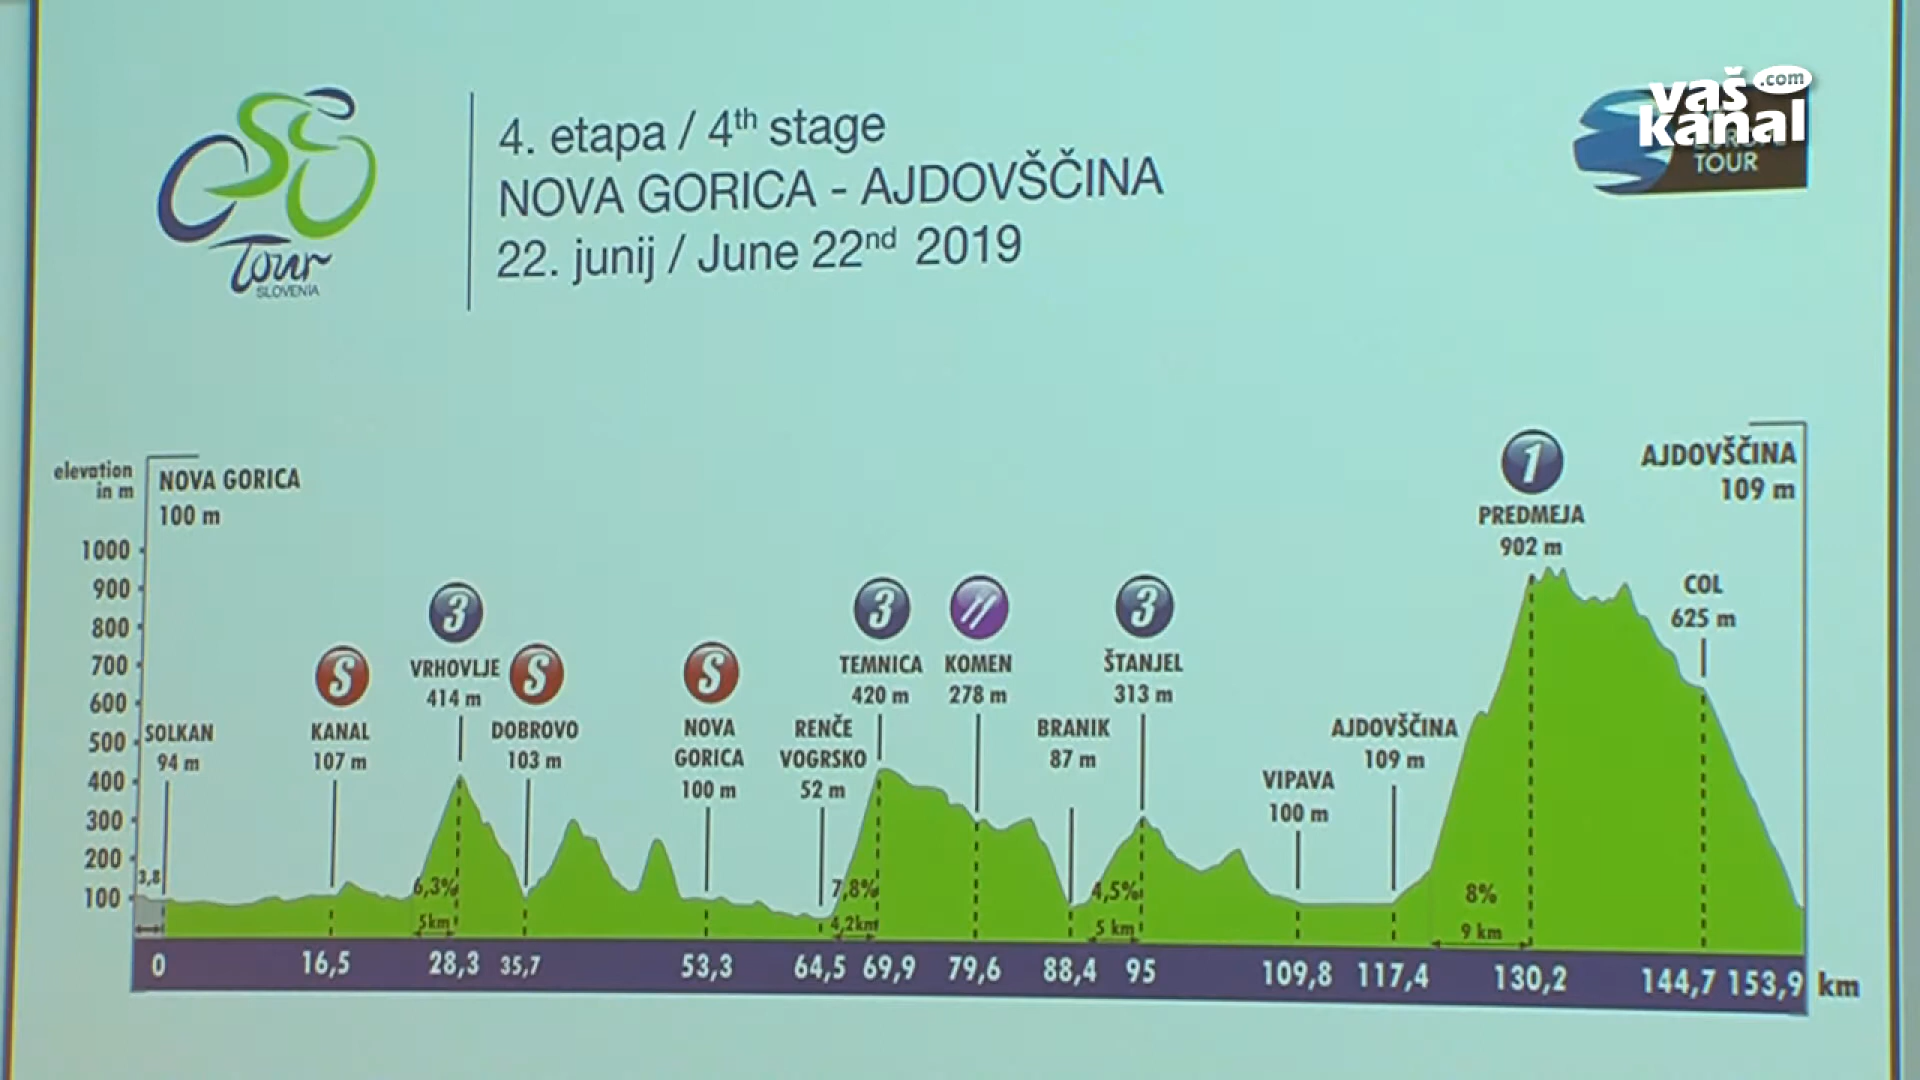 vaš .com
kanal
TOUR
Tour
SLOVENIA
4. etapa / 4th stage
NOVA GORICA - AJDOVŠČINA
22. junij / June 22nd 2019
elevation
in m
1000
900
800
700
600
500
400
300
200
100
NOVA GORICA
100 m
3,8
SOLKAN
94 m
S
KANAL
107 m
3
VRHOVLJE
414 m
6,3%
5km
S
DOBROVO
103 m
S
NOVA
GORICA
100 m
RENČE
VOGRSKO
52 m
7,8%
4,2km
3
TEMNICA
420 m
KOMEN
278 m
BRANIK
87 m
4,5%
5 km
3
ŠTANJEL
313 m
VIPAVA
100 m
AJDOVŠČINA
109 m
8%
9 km
1
PREDMEJA
902 m
COL
625 m
AJDOVŠČINA
109 m
0 16,5 28,3 35,7 53,3 64,5 69,9 79,6 88,4 95 109,8 117,4 130,2 144,7 153,9 km